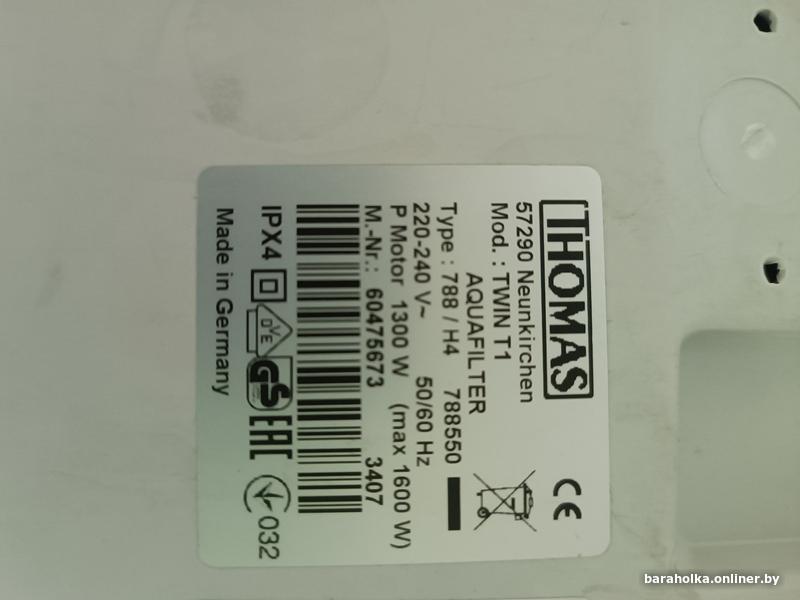 THOMAS
CE
57290 Neunkirchen
Mod. : TWIN T1
AQUAFILTER
Type : 788 / H4 788550
220-240 V~ 50/60 Hz
P Motor 1300 W (max 1600 W)
M.-Nr.: 60475673 3407
IPX4 DVE GS EAC 032
Made in Germany
baraholka.onliner.by